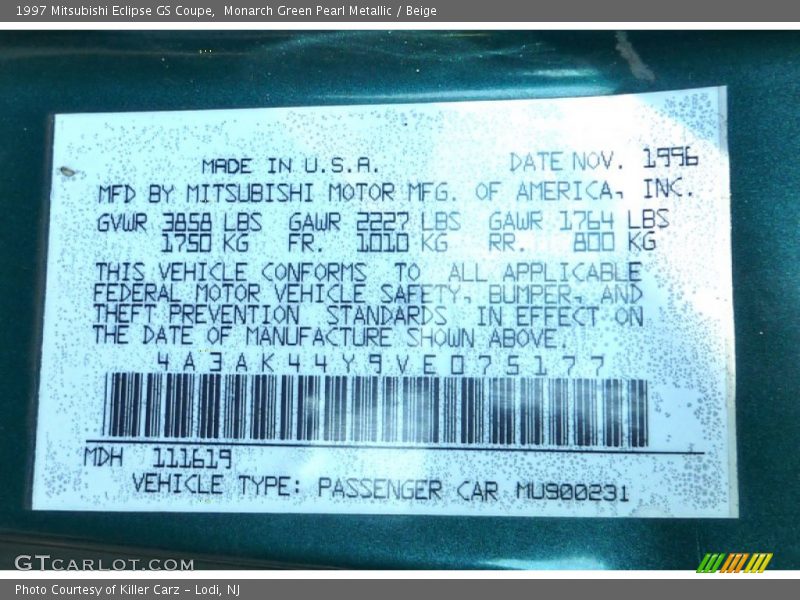 1997 Mitsubishi Eclipse GS Coupe,  Monarch Green Pearl Metallic / Beige
MADE IN U.S.A. DATE NOV. 1996
MFD BY MITSUBISHI MOTOR MFG. OF AMERICA, INC.
GVWR 3858 LBS GAWR 2227 LBS GAWR 1764 LBS
1750 KG FR. 1010 KG RR. 800 KG
THIS VEHICLE CONFORMS TO ALL APPLICABLE
FEDERAL MOTOR VEHICLE SAFETY, BUMPER, AND
THEFT PREVENTION STANDARDS IN EFFECT ON
THE DATE OF MANUFACTURE SHOWN ABOVE.
4A3AK44Y9VE075177
MDH 111619
VEHICLE TYPE: PASSENGER CAR MU900231
GTCARLOT.COM
Photo Courtesy of Killer Carz – Lodi, NJ